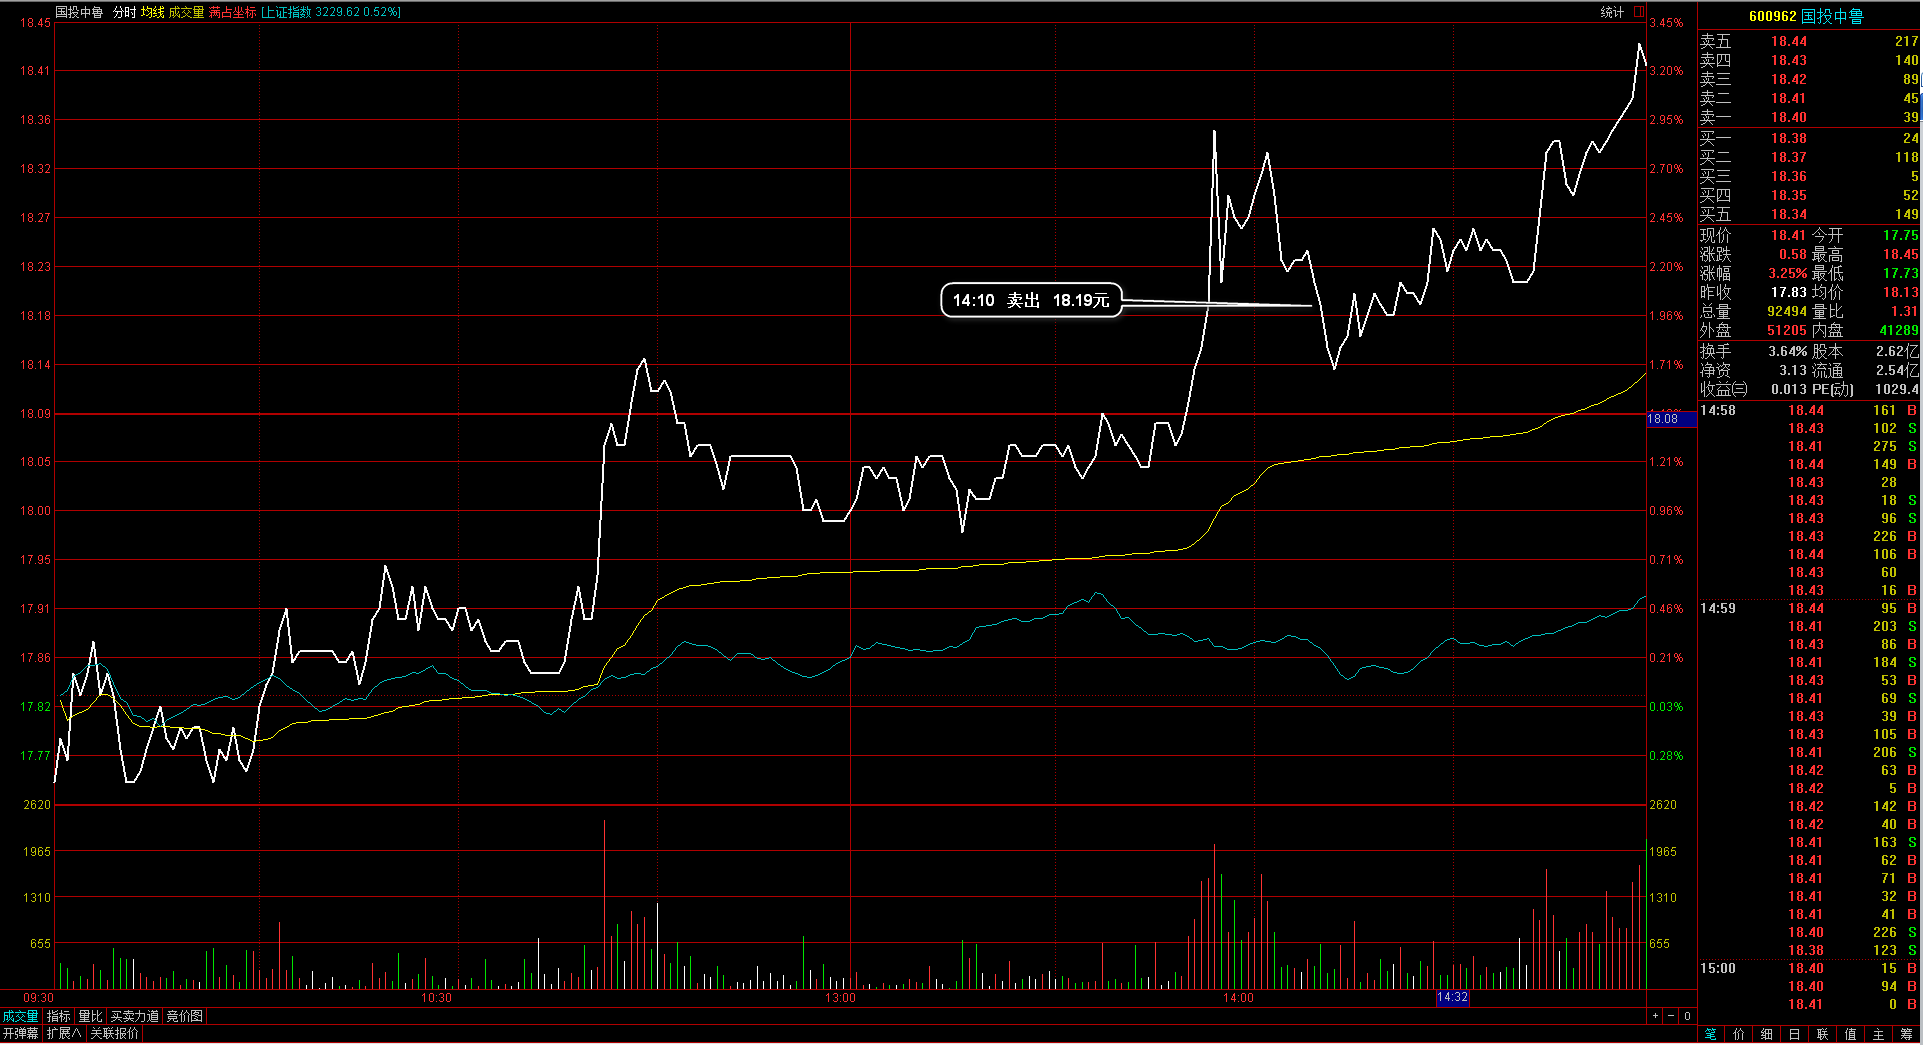 国投中鲁 分时 均线 成交量 满占坐标 [上证指数 3229.62 0.52%]
统计
18.45
18.41
18.36
18.32
18.27
18.23
18.18
18.14
18.09
18.05
18.00
17.95
17.91
17.86
17.82
17.77
2620
1965
1310
655
14:10 卖出 18.19元
3.45%
3.20%
2.95%
2.70%
2.45%
2.20%
1.96%
1.71%
18.08
1.21%
0.96%
0.71%
0.46%
0.21%
0.03%
0.28%
2620
1965
1310
655
09:30 10:30 13:00 14:00 14:32
成交量 指标 量比 买卖力道 竞价图
+ - 0
开弹幕 扩展∧ 关联报价
600962 国投中鲁
卖五 18.44 217
卖四 18.43 140
卖三 18.42 89
卖二 18.41 45
卖一 18.40 39
买一 18.38 24
买二 18.37 118
买三 18.36 5
买四 18.35 52
买五 18.34 149
现价 18.41 今开 17.75
涨跌 0.58 最高 18.45
涨幅 3.25% 最低 17.73
昨收 17.83 均价 18.13
总量 92494 量比 1.31
外盘 51205 内盘 41289
换手 3.64% 股本 2.62亿
净资 3.13 流通 2.54亿
收益㈢ 0.013 PE(动) 1029.4
14:58 18.44 161 B
18.43 102 S
18.41 275 S
18.44 149 B
18.43 28
18.43 18 S
18.43 96 S
18.43 226 B
18.44 106 B
18.43 60
18.43 16 B
14:59 18.44 95 B
18.41 203 S
18.43 86 B
18.41 184 S
18.43 53 B
18.41 69 S
18.43 39 B
18.43 105 B
18.41 206 S
18.42 63 B
18.42 5 B
18.42 142 B
18.42 40 B
18.41 163 S
18.41 62 B
18.41 71 B
18.41 32 B
18.41 41 B
18.40 226 S
18.38 123 S
15:00 18.40 15 B
18.40 94 B
18.41 0 B
笔 价 细 日 联 值 主 筹